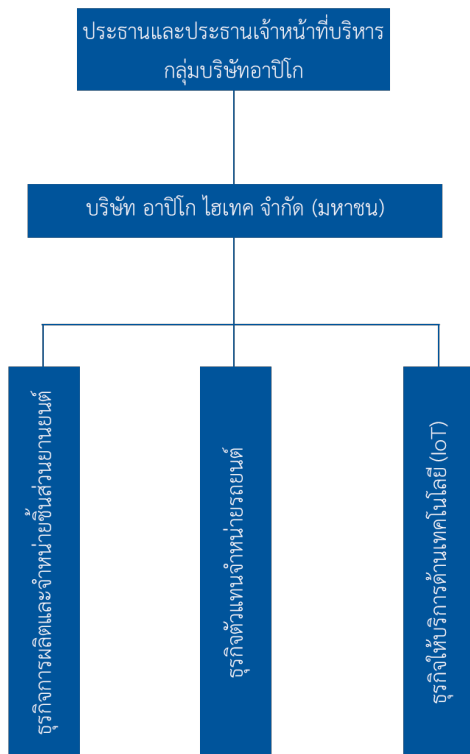 ประธานและประธานเจ้าหน้าที่บริหาร
กลุ่มบริษัทอาปิโก
บริษัท อาปิโก ไฮเทค จำกัด (มหาชน)
ธุรกิจการผลิตและจำหน่ายชิ้นส่วนยานยนต์
ธุรกิจตัวแทนจำหน่ายรถยนต์
ธุรกิจให้บริการด้านเทคโนโลยี (IoT)